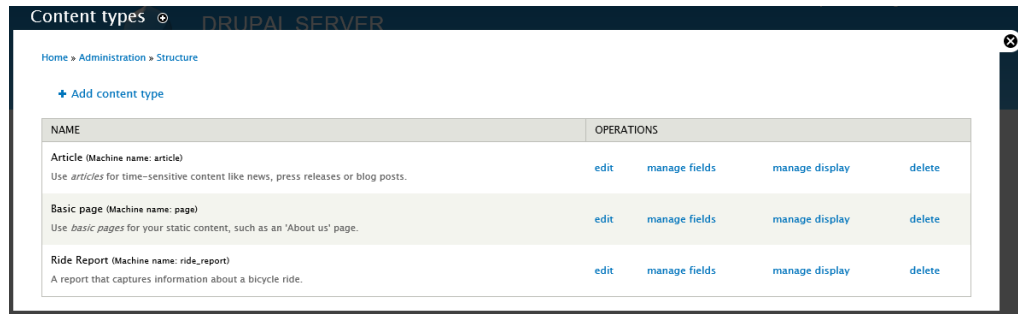 Content types
DRUPAL SERVER
Home » Administration » Structure
+ Add content type
NAME OPERATIONS
Article (Machine name: article)
Use articles for time-sensitive content like news, press releases or blog posts.
edit manage fields manage display delete
Basic page (Machine name: page)
Use basic pages for your static content, such as an 'About us' page.
edit manage fields manage display delete
Ride Report (Machine name: ride_report)
A report that captures information about a bicycle ride.
edit manage fields manage display delete